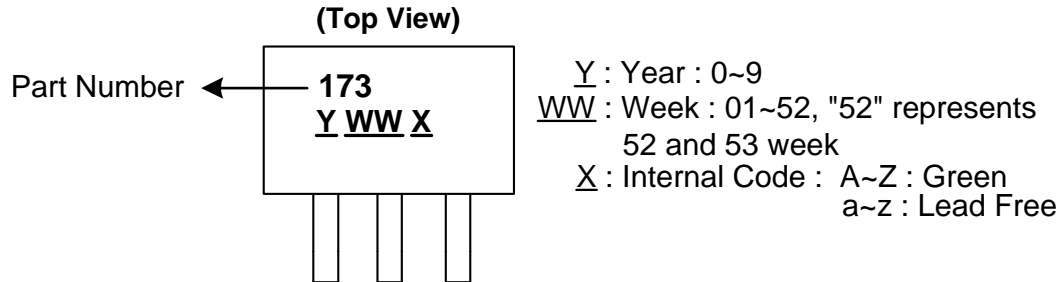 (Top View)
Part Number
173
Y WW X
Y : Year : 0~9
WW : Week : 01~52, "52" represents
52 and 53 week
X : Internal Code : A~Z : Green
a~z : Lead Free